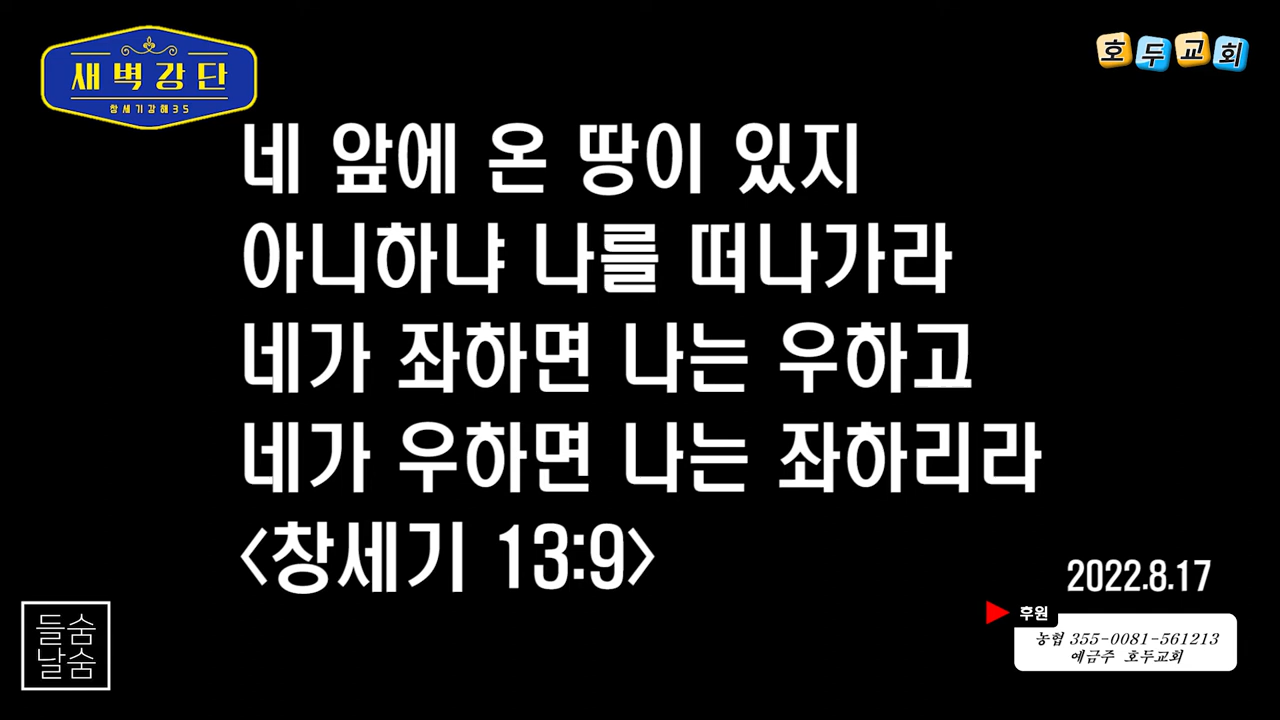 새벽강단
창세기강해35
호두교회
네 앞에 온 땅이 있지
아니하냐 나를 떠나가라
네가 좌하면 나는 우하고
네가 우하면 나는 좌하리라
<창세기 13:9>
2022.8.17
후원
농협 355-0081-561213
예금주 호두교회
들숨
날숨